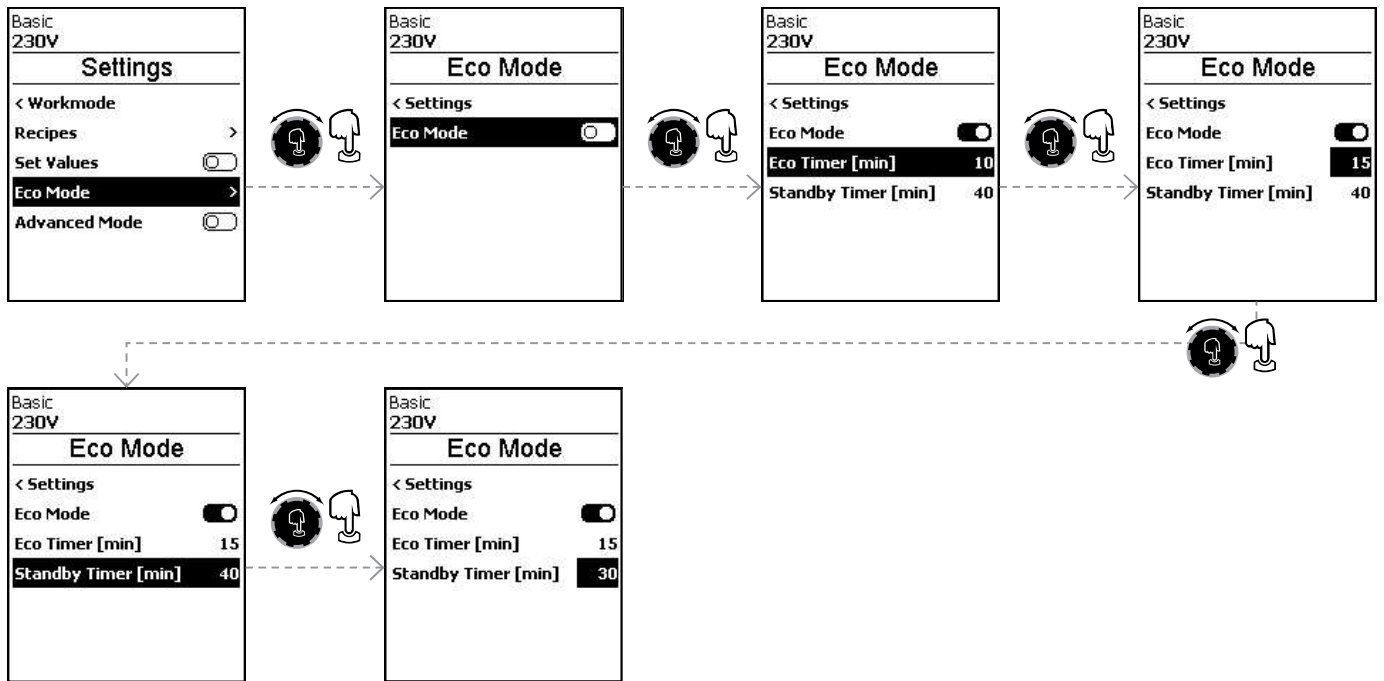 Basic
230V
Settings
< Workmode
Recipes >
Set Values
Eco Mode >
Advanced Mode
Basic
230V
Eco Mode
< Settings
Eco Mode
Basic
230V
Eco Mode
< Settings
Eco Mode
Eco Timer [min] 10
Standby Timer [min] 40
Basic
230V
Eco Mode
< Settings
Eco Mode
Eco Timer [min] 15
Standby Timer [min] 40
Basic
230V
Eco Mode
< Settings
Eco Mode
Eco Timer [min] 15
Standby Timer [min] 40
Basic
230V
Eco Mode
< Settings
Eco Mode
Eco Timer [min] 15
Standby Timer [min] 30